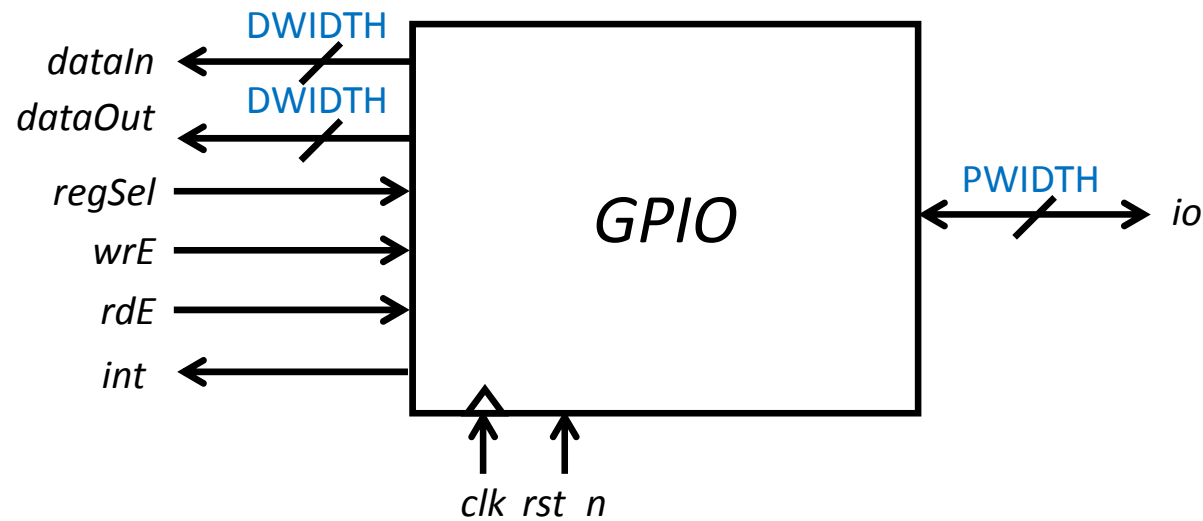 DWIDTH
dataIn
DWIDTH
dataOut
regSel
wrE
rdE
int
GPIO
PWIDTH
io
clk rst n